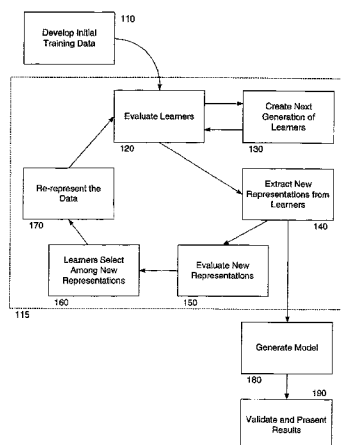 110
Develop Initial
Training Data
Evaluate Learners
120
Create Next
Generation of
Learners
130
Re-represent the
Data
170
Extract New
Representations from
Learners
140
Learners Select
Among New
Representations
160
Evaluate New
Representations
150
115
Generate Model
180
190
Validate and Present
Results